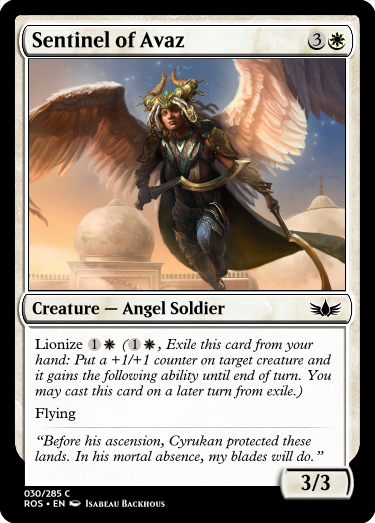 Sentinel of Avaz 3
Creature — Angel Soldier
Lionize 1 (1, Exile this card from your
hand: Put a +1/+1 counter on target creature and
it gains the following ability until end of turn. You
may cast this card on a later turn from exile.)
Flying
“Before his ascension, Cyrukan protected these
lands. In his mortal absence, my blades will do.”
3/3
030/285 C
ROS • EN Isabeau Backhous